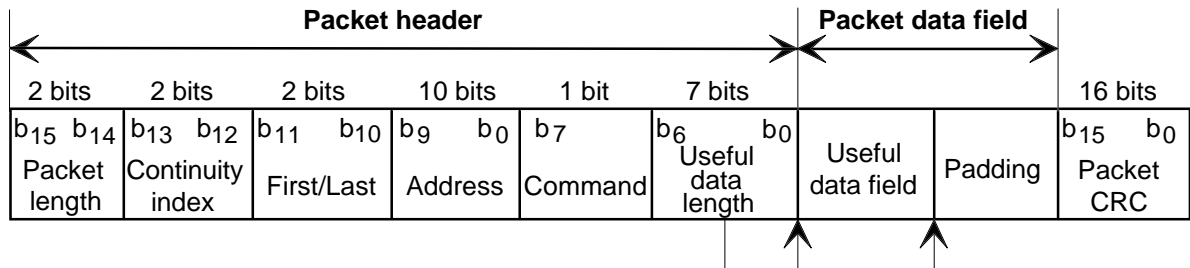 Packet header Packet data field
2 bits 2 bits 2 bits 10 bits 1 bit 7 bits 16 bits
b15 b14 b13 b12 b11 b10 b9 b0 b7 b6 b0 b15 b0
Packet length
Continuity index
First/Last
Address
Command
Useful data length
Useful data field
Padding
Packet CRC